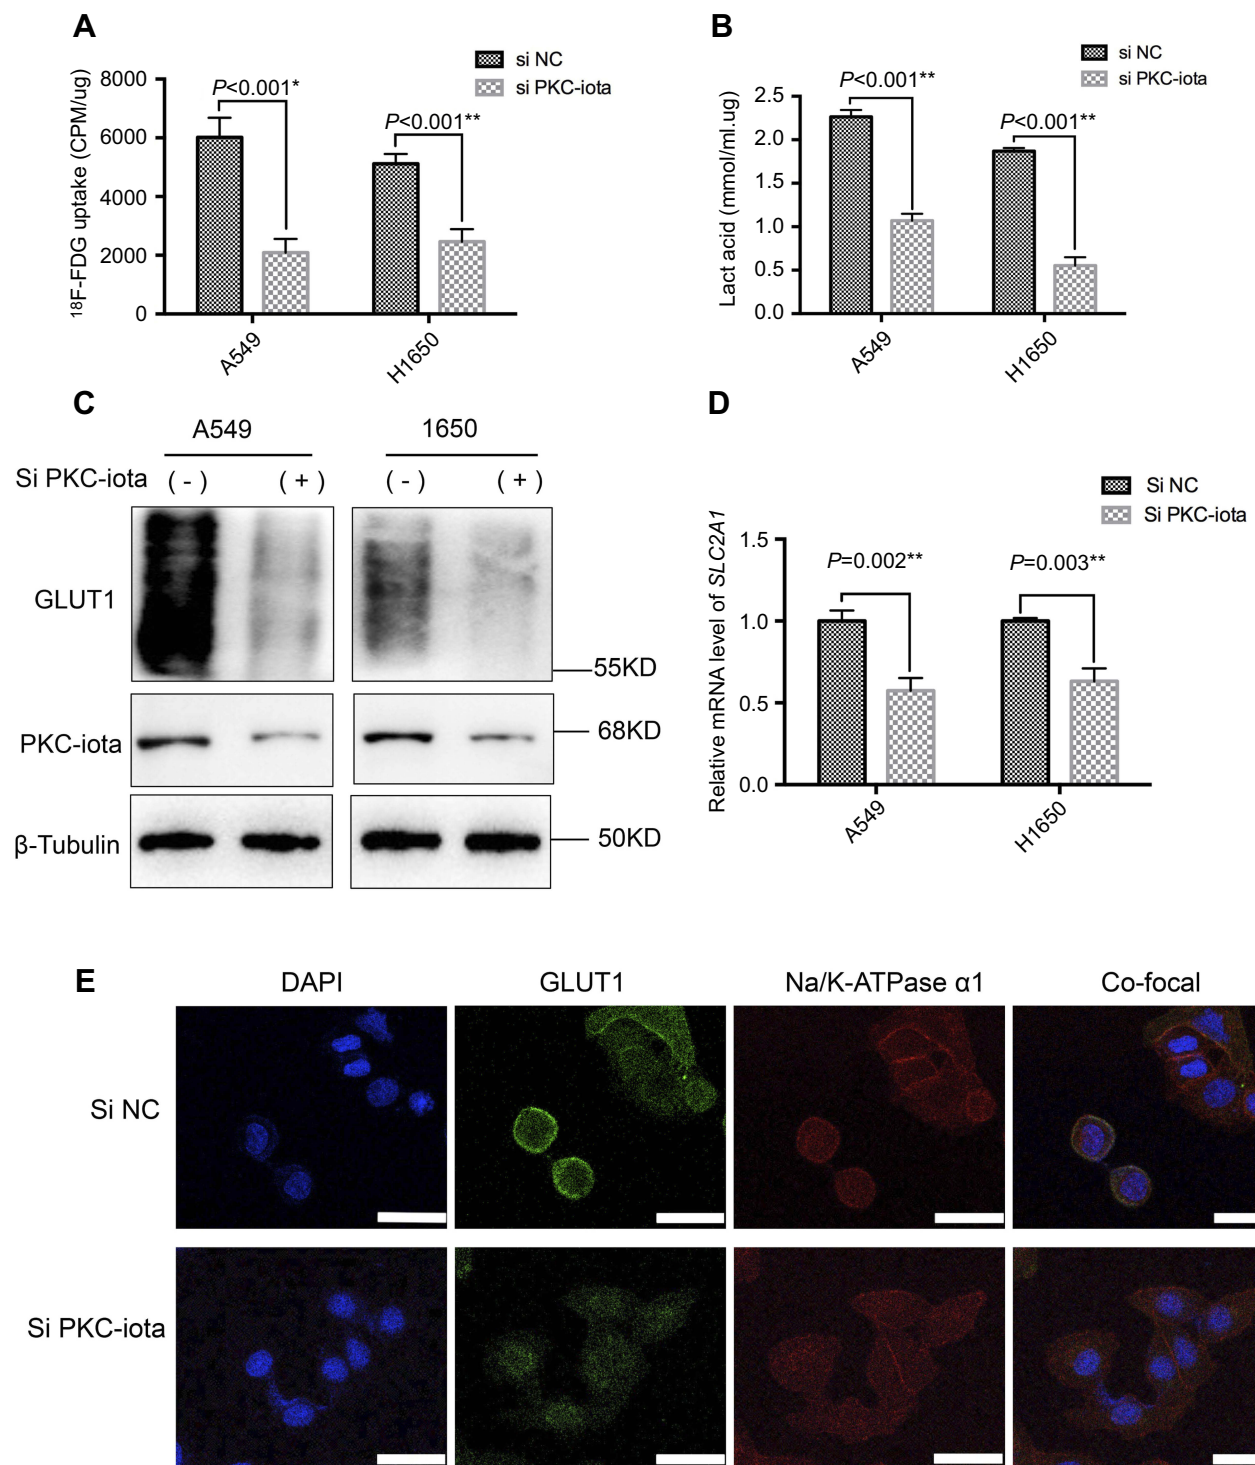 A
si NC
si PKC-iota
¹⁸F-FDG uptake (CPM/ug)
8000
6000
4000
2000
0
P<0.001*
P<0.001**
A549
H1650
B
si NC
si PKC-iota
Lact acid (mmol/ml.ug)
2.5
2.0
1.5
1.0
0.5
0.0
P<0.001**
P<0.001**
A549
H1650
C
A549 1650
Si PKC-iota ( - ) ( + ) ( - ) ( + )
GLUT1
55KD
PKC-iota
68KD
β-Tubulin
50KD
D
Si NC
Si PKC-iota
Relative mRNA level of SLC2A1
1.5
1.0
0.5
0.0
P=0.002**
P=0.003**
A549
H1650
E
DAPI GLUT1 Na/K-ATPase α1 Co-focal
Si NC
Si PKC-iota